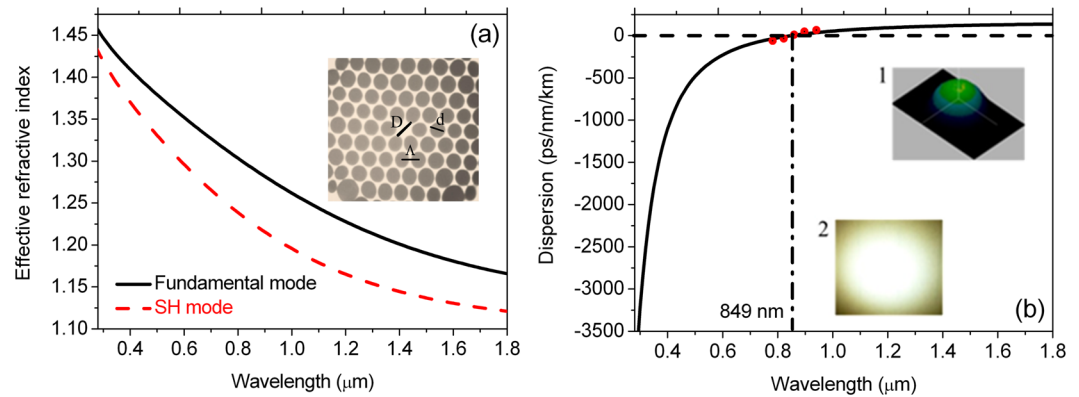 (a)
1.45
1.40
1.35
1.30
1.25
1.20
1.15
1.10
Effective refractive index
D
d
Λ
Fundamental mode
SH mode
0.4 0.6 0.8 1.0 1.2 1.4 1.6 1.8
Wavelength (μm)
0
-500
-1000
-1500
-2000
-2500
-3000
-3500
Dispersion (ps/nm/km)
1
2
849 nm
(b)
0.4 0.6 0.8 1.0 1.2 1.4 1.6 1.8
Wavelength (μm)